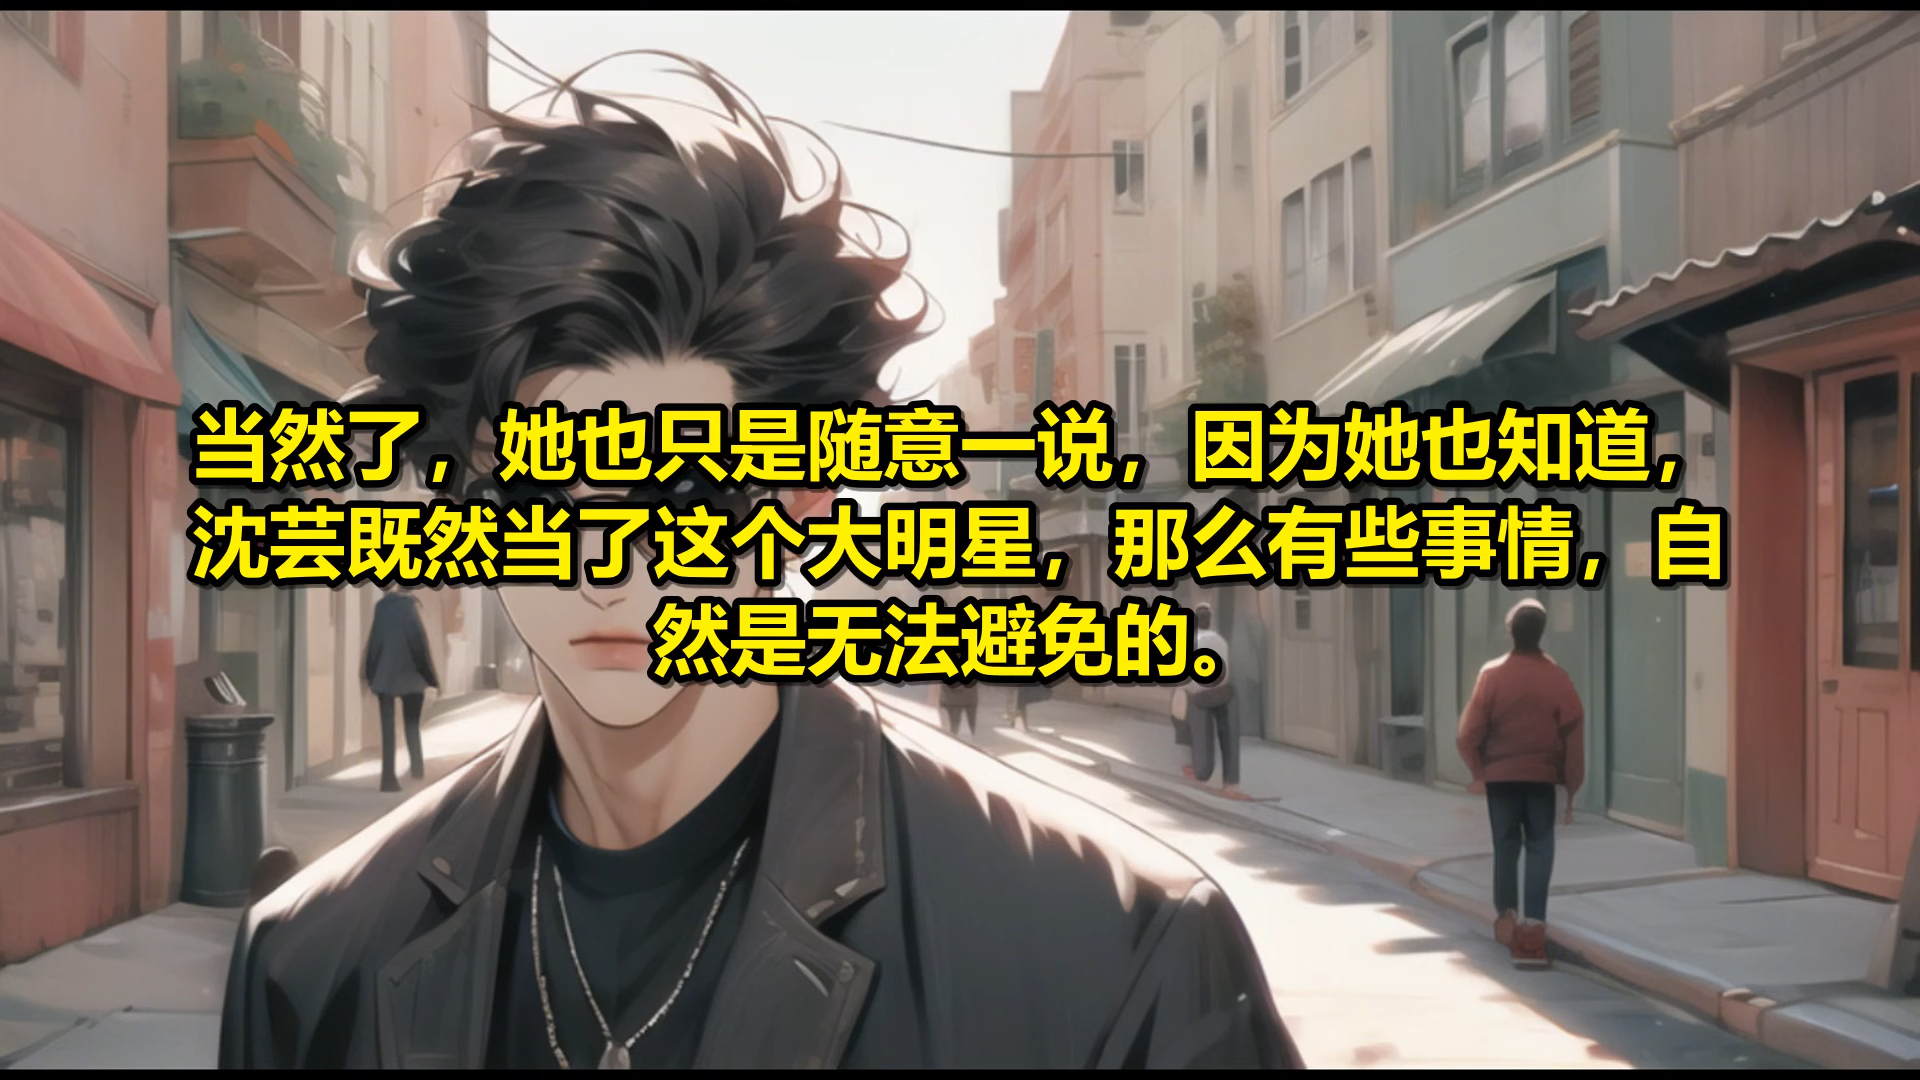 当然了，她也只是随意一说，因为她也知道，
沈芸既然当了这个大明星，那么有些事情，自
然是无法避免的。